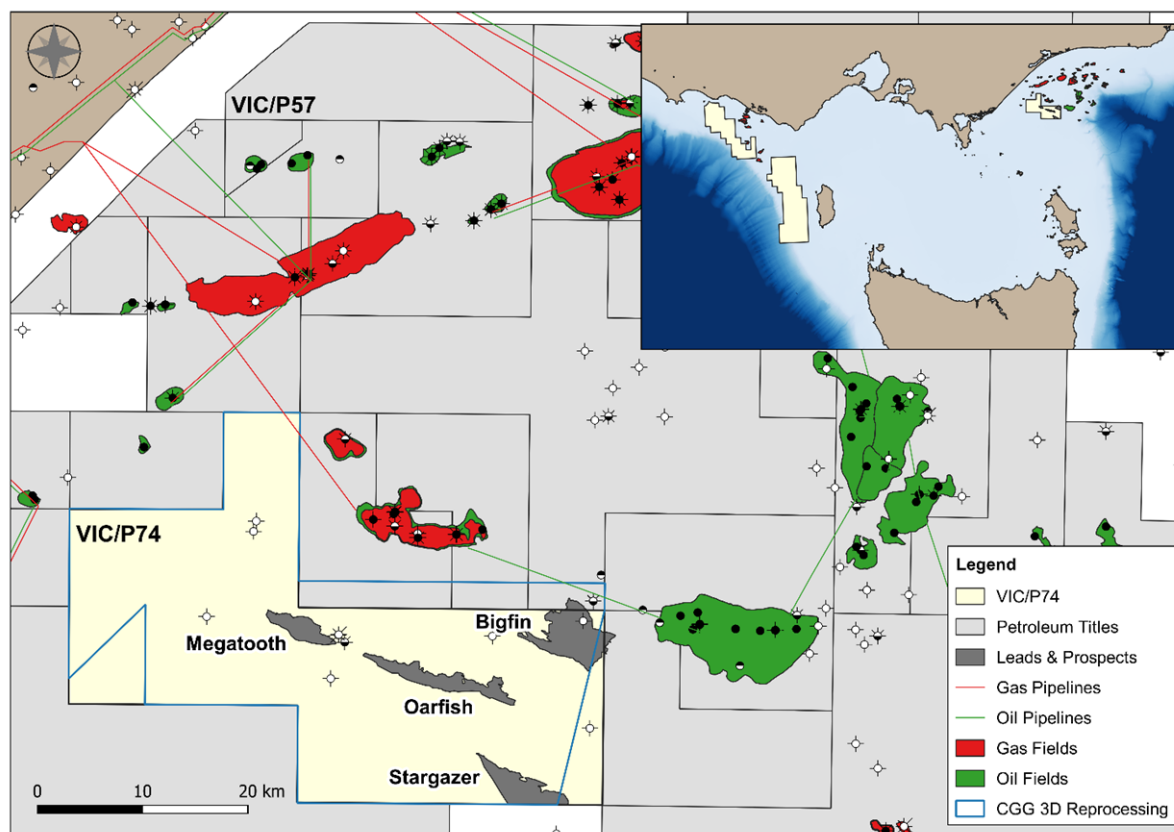 VIC/P57
VIC/P74
Megatooth
Bigfin
Oarfish
Stargazer
0 10 20 km
Legend
VIC/P74
Petroleum Titles
Leads & Prospects
Gas Pipelines
Oil Pipelines
Gas Fields
Oil Fields
CGG 3D Reprocessing